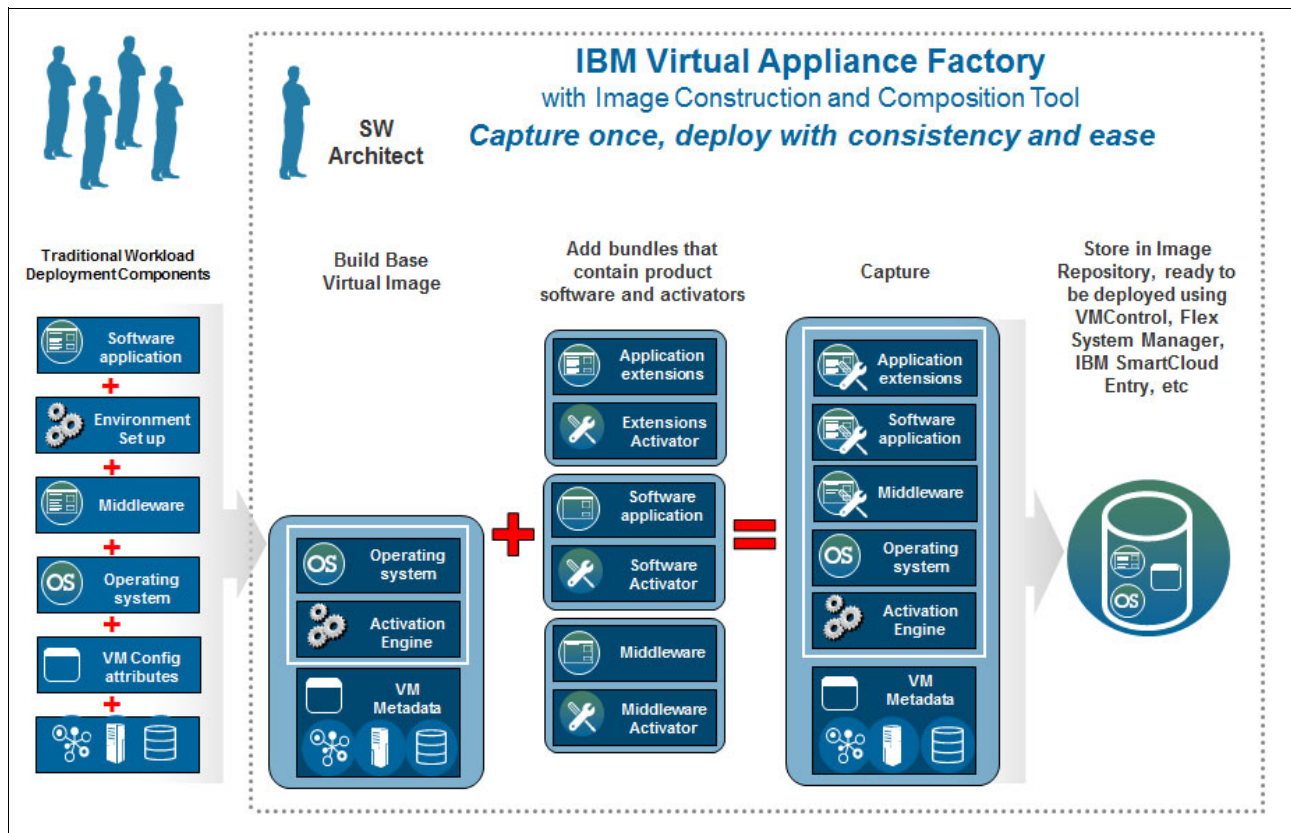 IBM Virtual Appliance Factory
with Image Construction and Composition Tool
Capture once, deploy with consistency and ease
SW
Architect
Traditional Workload
Deployment Components
Software
application
+
Environment
Set up
+
Middleware
+
OS
Operating
system
+
VM Config
attributes
+
Build Base
Virtual Image
OS
Operating
system
Activation
Engine
VM
Metadata
+
Add bundles that
contain product
software and activators
Application
extensions
Extensions
Activator
Software
application
Software
Activator
Middleware
Middleware
Activator
=
Capture
Application
extensions
Software
application
Middleware
OS
Operating
system
Activation
Engine
VM
Metadata
Store in Image
Repository, ready to
be deployed using
VMControl, Flex
System Manager,
IBM SmartCloud
Entry, etc
OS